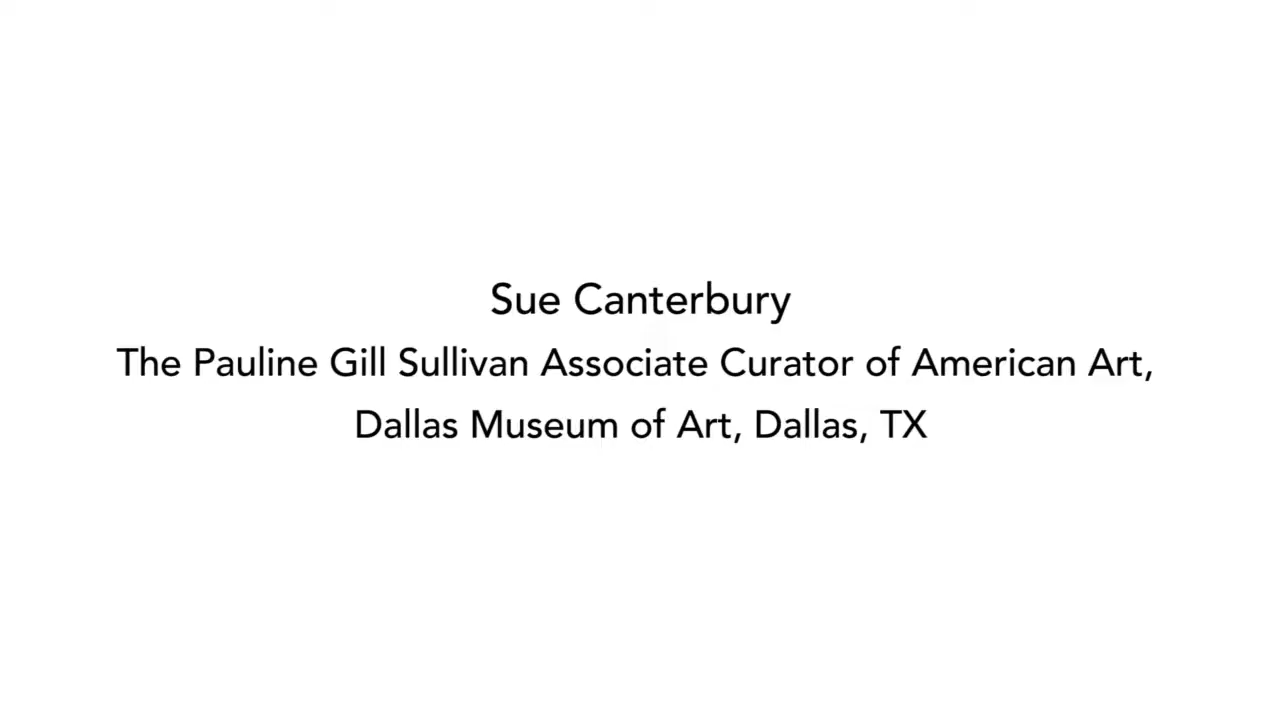 Sue Canterbury
The Pauline Gill Sullivan Associate Curator of American Art,
Dallas Museum of Art, Dallas, TX